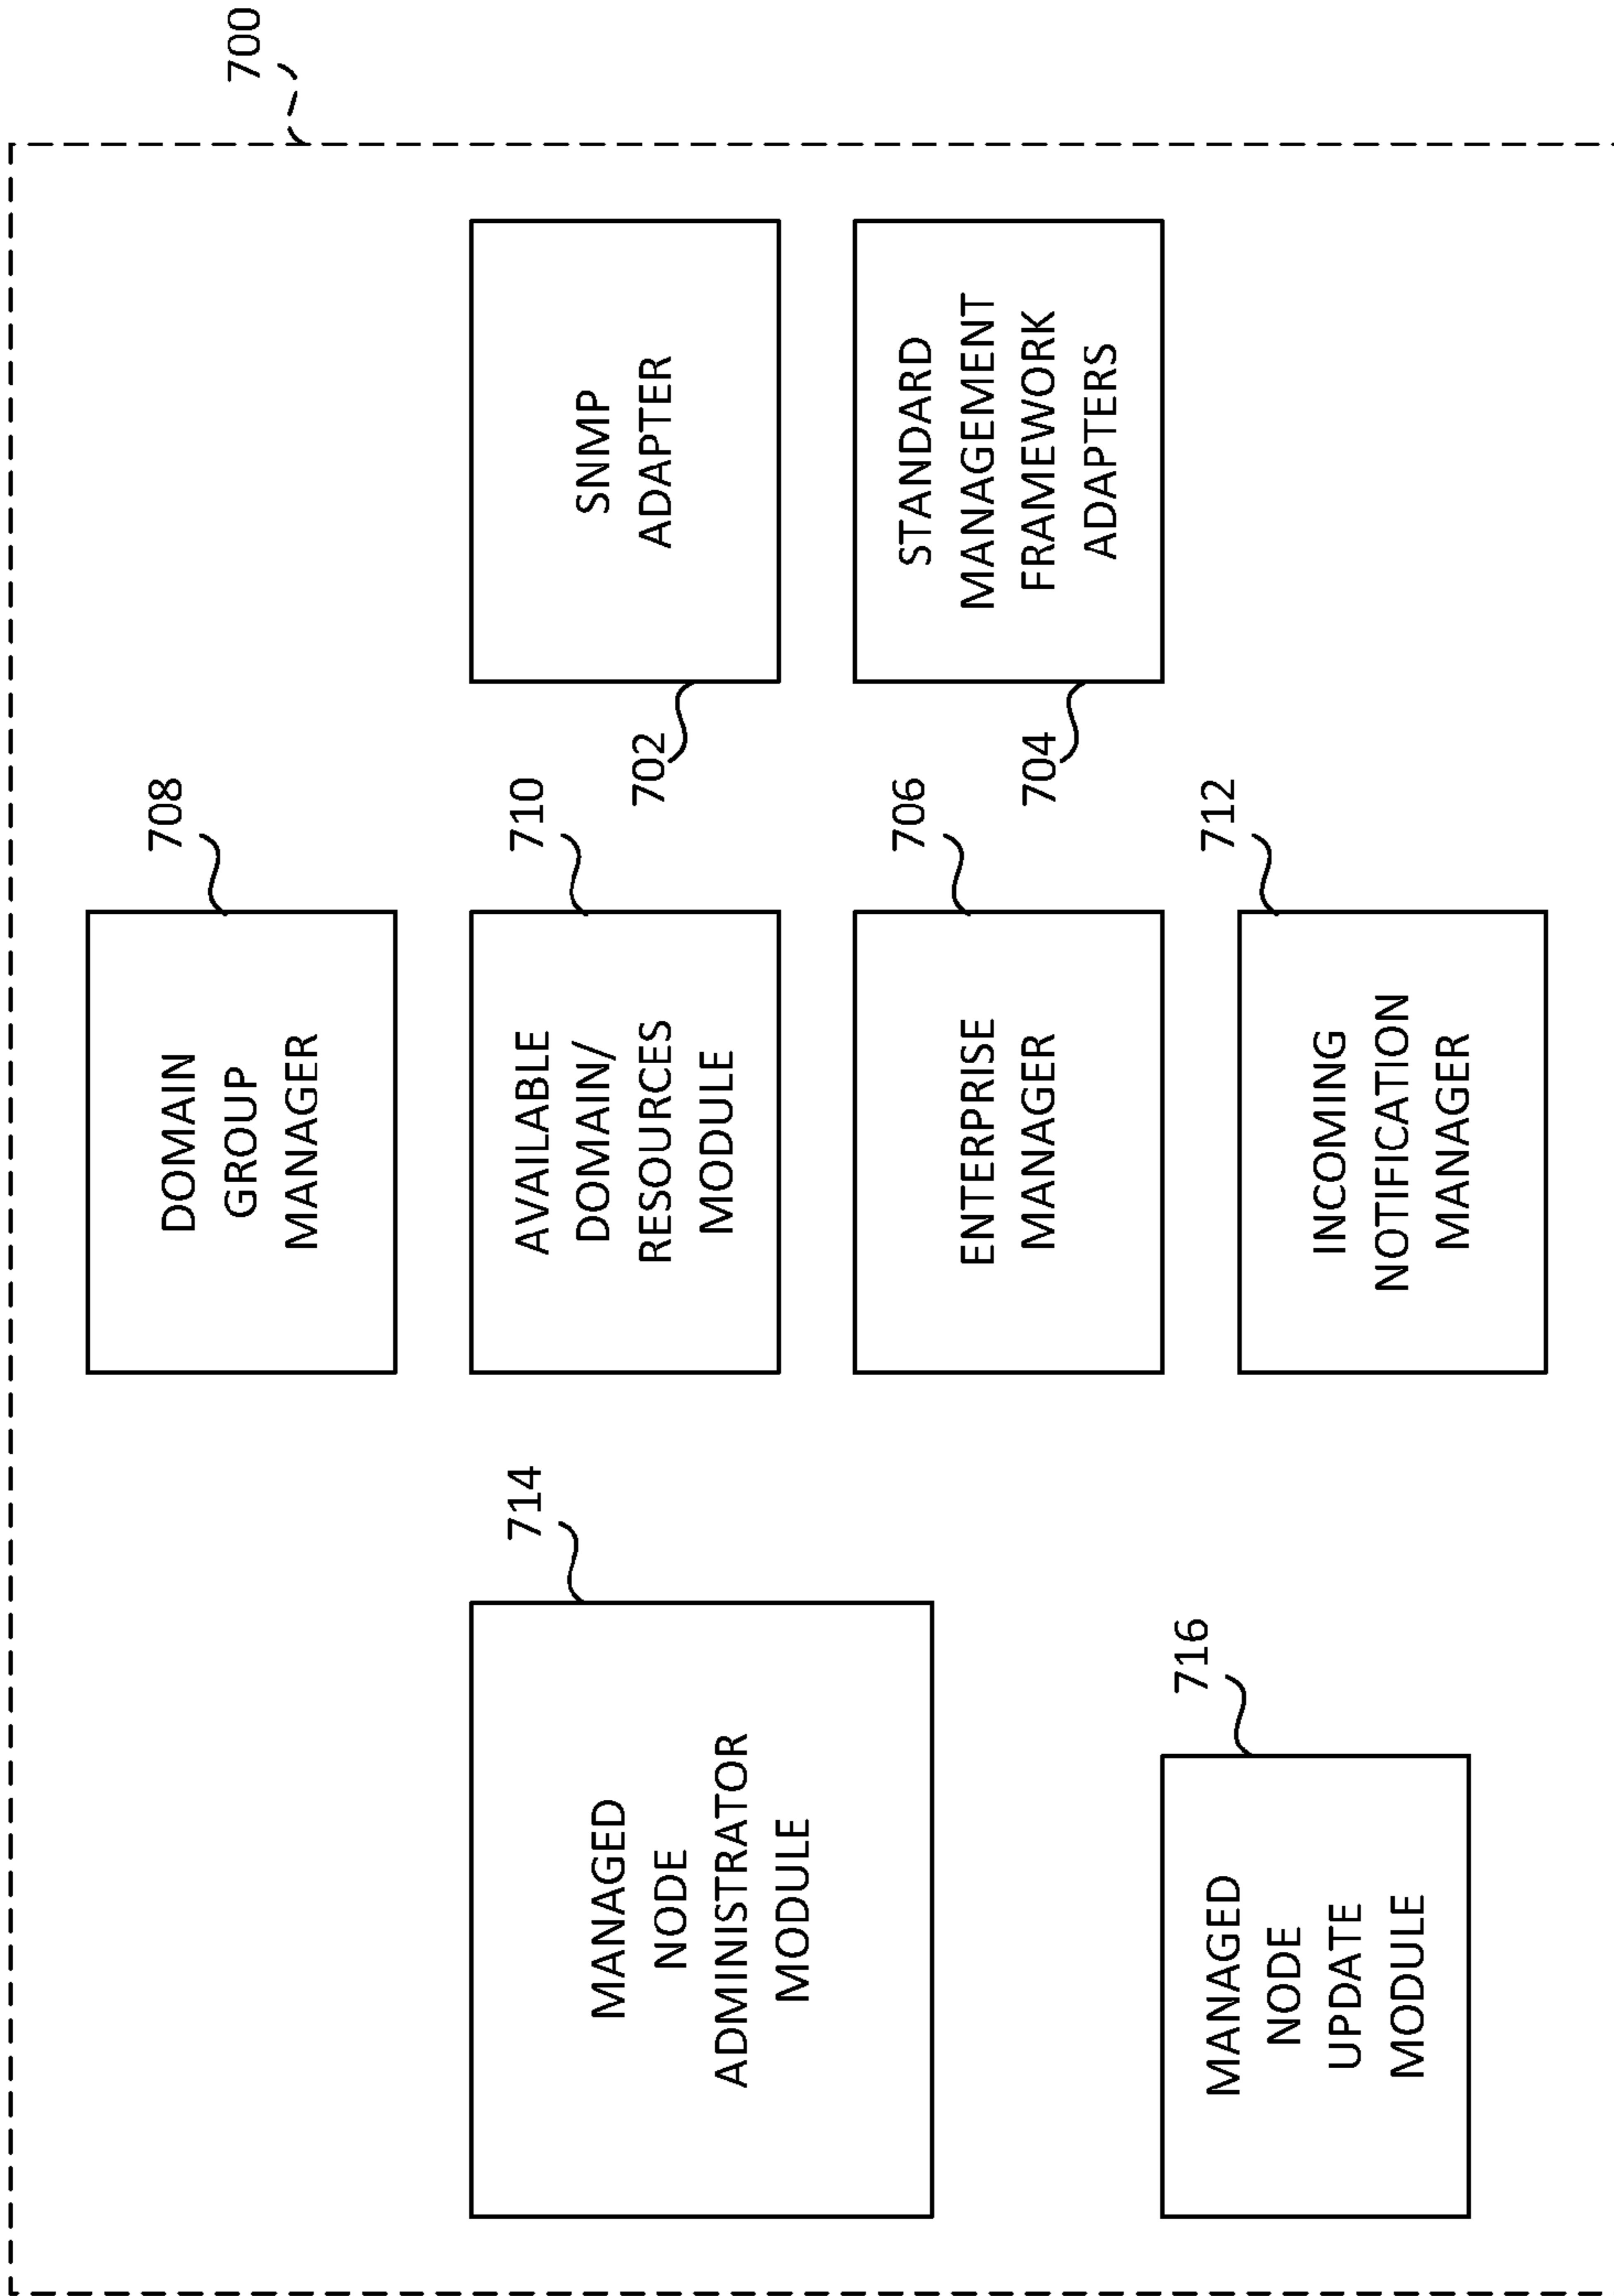 700
MANAGED
NODE
ADMINISTRATOR
MODULE
714
MANAGED
NODE
UPDATE
MODULE
716
DOMAIN
GROUP
MANAGER
708
AVAILABLE
DOMAIN/
RESOURCES
MODULE
710
ENTERPRISE
MANAGER
706
INCOMING
NOTIFICATION
MANAGER
712
SNMP
ADAPTER
702
STANDARD
MANAGEMENT
FRAMEWORK
ADAPTERS
704